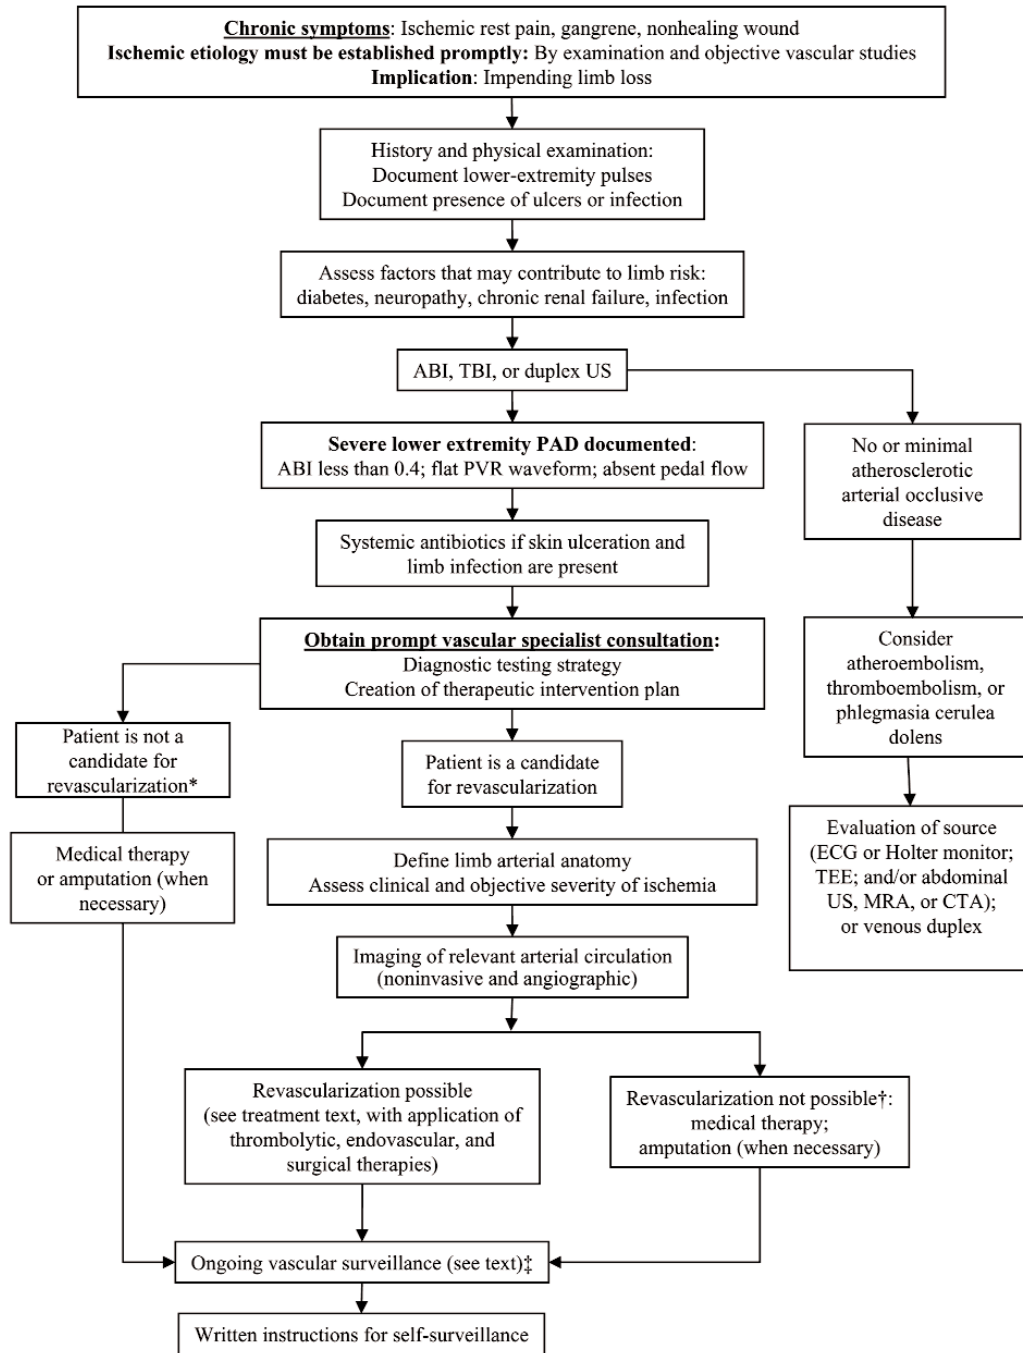 Chronic symptoms: Ischemic rest pain, gangrene, nonhealing wound
Ischemic etiology must be established promptly: By examination and objective vascular studies
Implication: Impending limb loss
History and physical examination:
Document lower-extremity pulses
Document presence of ulcers or infection
Assess factors that may contribute to limb risk:
diabetes, neuropathy, chronic renal failure, infection
ABI, TBI, or duplex US
Severe lower extremity PAD documented:
ABI less than 0.4; flat PVR waveform; absent pedal flow
No or minimal
atherosclerotic
arterial occlusive
disease
Systemic antibiotics if skin ulceration and
limb infection are present
Obtain prompt vascular specialist consultation:
Diagnostic testing strategy
Creation of therapeutic intervention plan
Consider
atheroembolism,
thromboembolism, or
phlegmasia cerulea
dolens
Patient is not a
candidate for
revascularization*
Patient is a candidate
for revascularization
Medical therapy
or amputation (when
necessary)
Define limb arterial anatomy
Assess clinical and objective severity of ischemia
Evaluation of source
(ECG or Holter monitor;
TEE; and/or abdominal
US, MRA, or CTA);
or venous duplex
Imaging of relevant arterial circulation
(noninvasive and angiographic)
Revascularization possible
(see treatment text, with application of
thrombolytic, endovascular, and
surgical therapies)
Revascularization not possible†:
medical therapy;
amputation (when necessary)
Ongoing vascular surveillance (see text)‡
Written instructions for self-surveillance